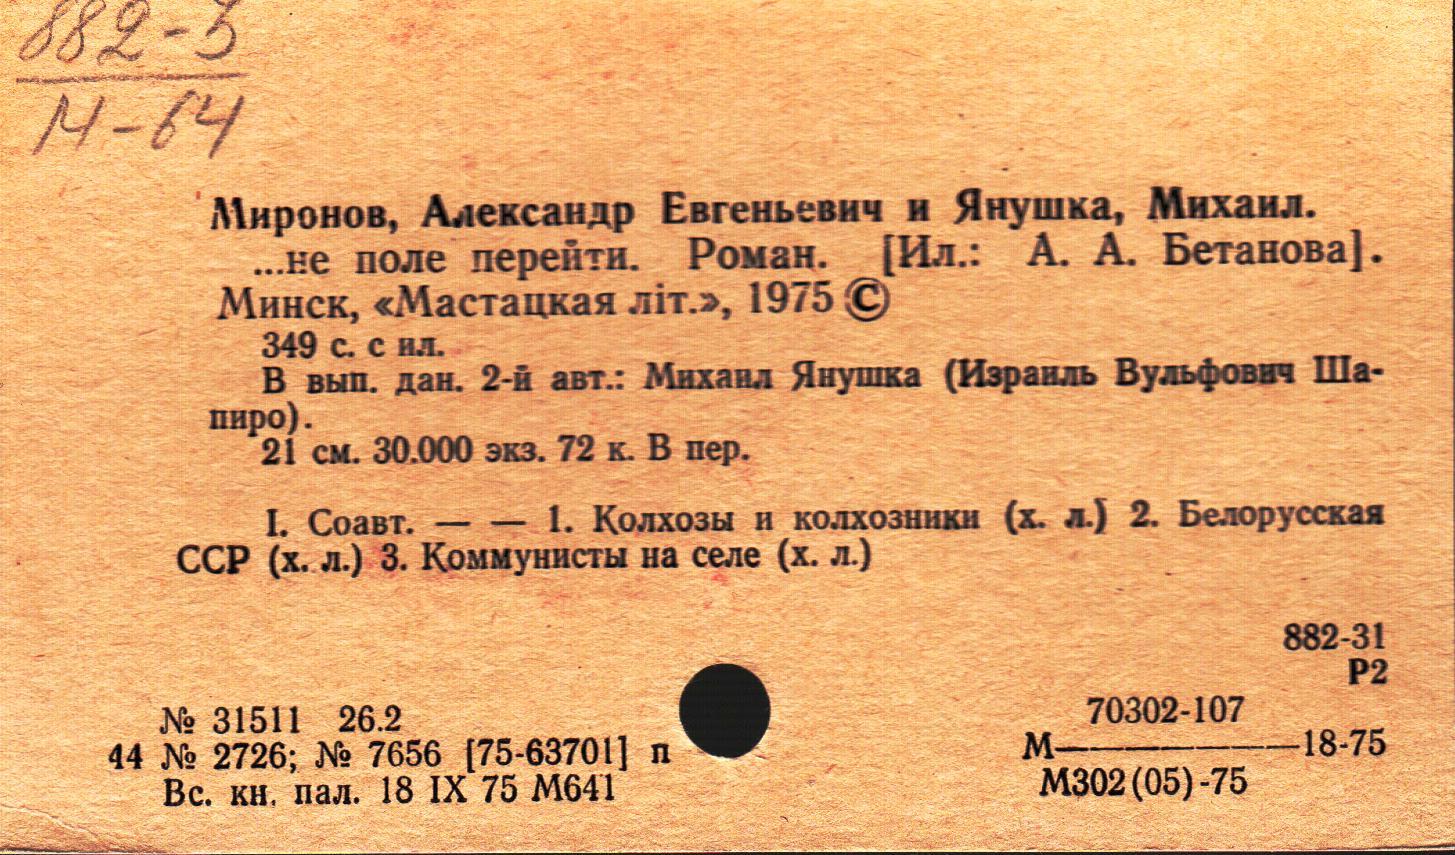 882-3
М-64
Миронов, Александр Евгеньевич и Янушка, Михаил.
...не поле перейти. Роман. [Ил.: А. А. Бетанова].
Минск, «Мастацкая літ.», 1975 ©
349 с. с ил.
В вып. дан. 2-й авт.: Михаил Янушка (Израиль Вульфович Ша-
пиро).
21 см. 30.000 экз. 72 к. В пер.
I. Соавт. — — 1. Колхозы и колхозники (х. л.) 2. Белорусская
ССР (х. л.) 3. Коммунисты на селе (х. л.)
882-31
Р2
№ 31511 26.2
44 № 2726; № 7656 [75-63701] п
Вс. кн. пал. 18 IX 75 М641
70302-107
М———————18-75
М302(05)-75